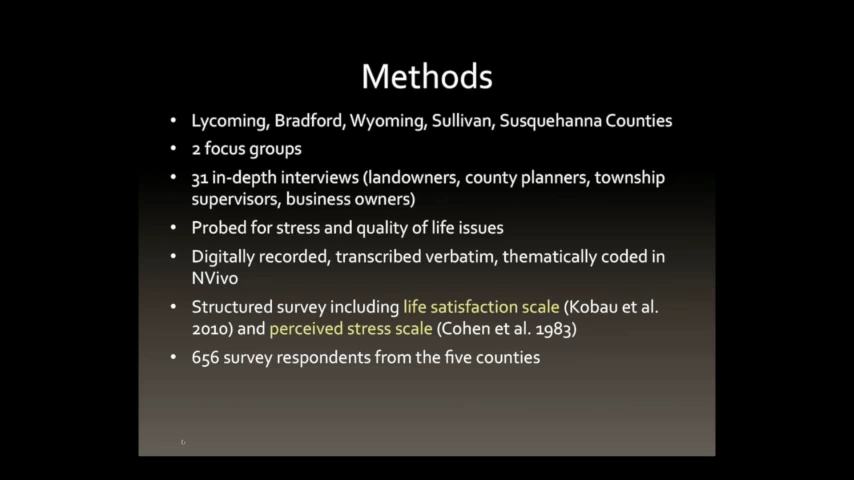 Methods
• Lycoming, Bradford, Wyoming, Sullivan, Susquehanna Counties
• 2 focus groups
• 31 in-depth interviews (landowners, county planners, township
supervisors, business owners)
• Probed for stress and quality of life issues
• Digitally recorded, transcribed verbatim, thematically coded in
NVivo
• Structured survey including life satisfaction scale (Kobau et al.
2010) and perceived stress scale (Cohen et al. 1983)
• 656 survey respondents from the five counties
6